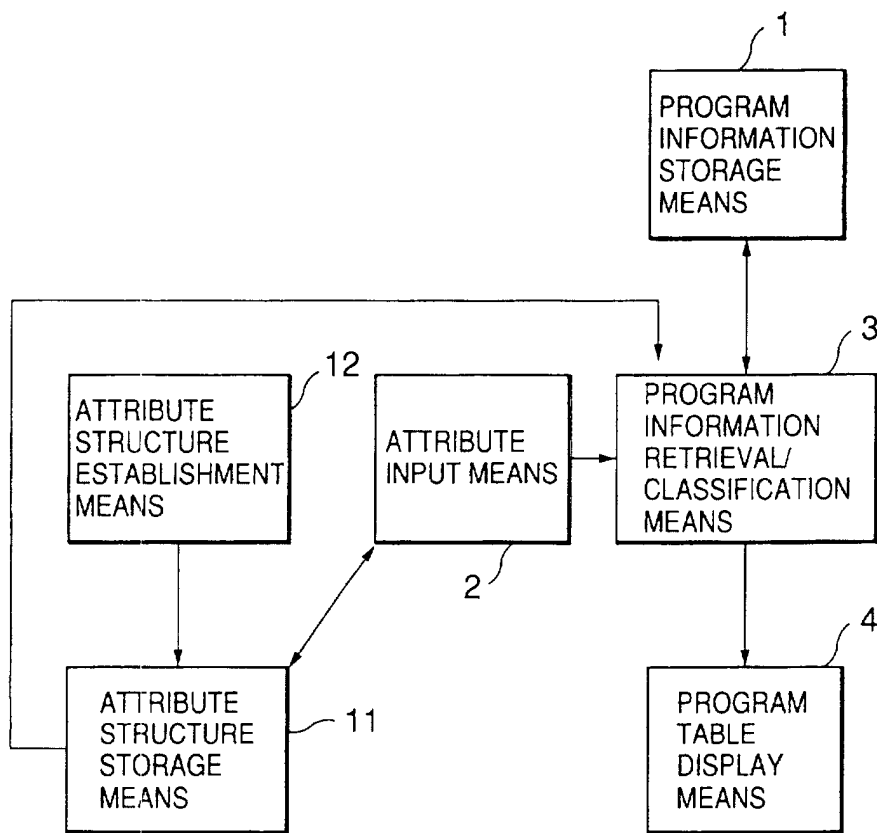 1
PROGRAM
INFORMATION
STORAGE
MEANS
3
12
ATTRIBUTE
STRUCTURE
ESTABLISHMENT
MEANS
ATTRIBUTE
INPUT MEANS
PROGRAM
INFORMATION
RETRIEVAL/
CLASSIFICATION
MEANS
2
4
ATTRIBUTE
STRUCTURE
STORAGE
MEANS
11
PROGRAM
TABLE
DISPLAY
MEANS